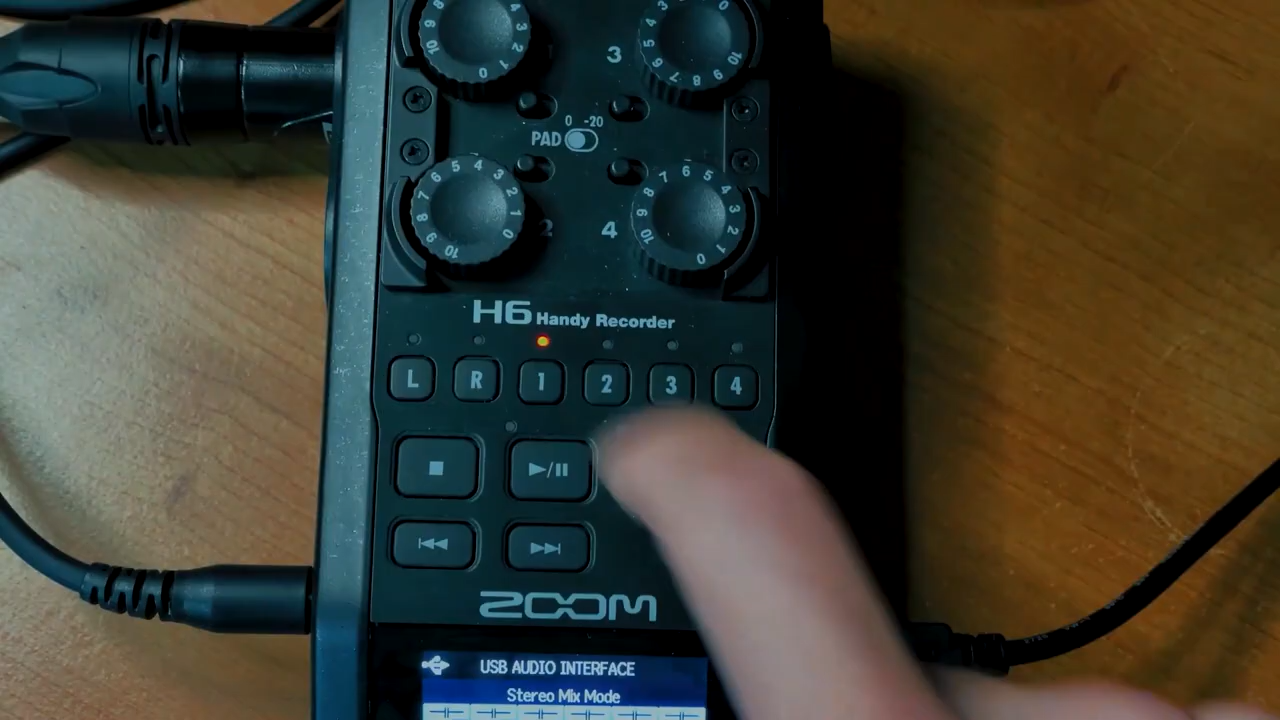 3
0 -20
PAD
2
4
H6 Handy Recorder
L R 1 2 3 4
ZOOM
USB AUDIO INTERFACE
Stereo Mix Mode